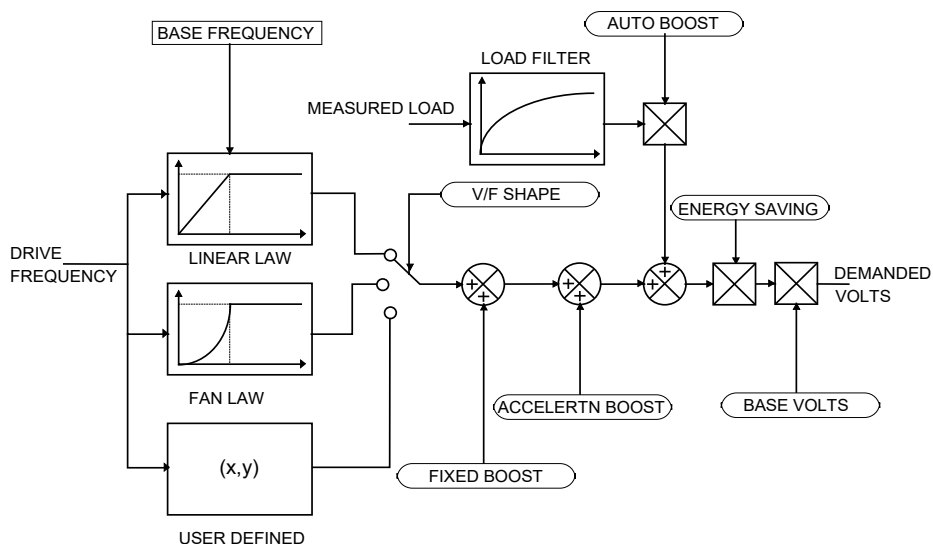 AUTO BOOST
BASE FREQUENCY
LOAD FILTER
MEASURED LOAD
V/F SHAPE
ENERGY SAVING
LINEAR LAW
DRIVE
FREQUENCY
DEMANDED
VOLTS
+
+
+
+
+
+
FAN LAW
ACCELERTN BOOST
BASE VOLTS
(x,y)
FIXED BOOST
USER DEFINED